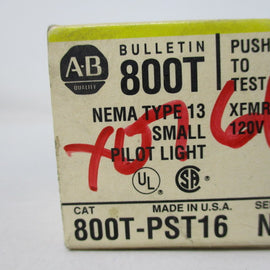 A-B
QUALITY
BULLETIN
800T
NEMA TYPE 13
SMALL
PILOT LIGHT
PUSH
TO
TEST
XFMR
120V
UL
SA
CAT
MADE IN U.S.A.
800T-PST16